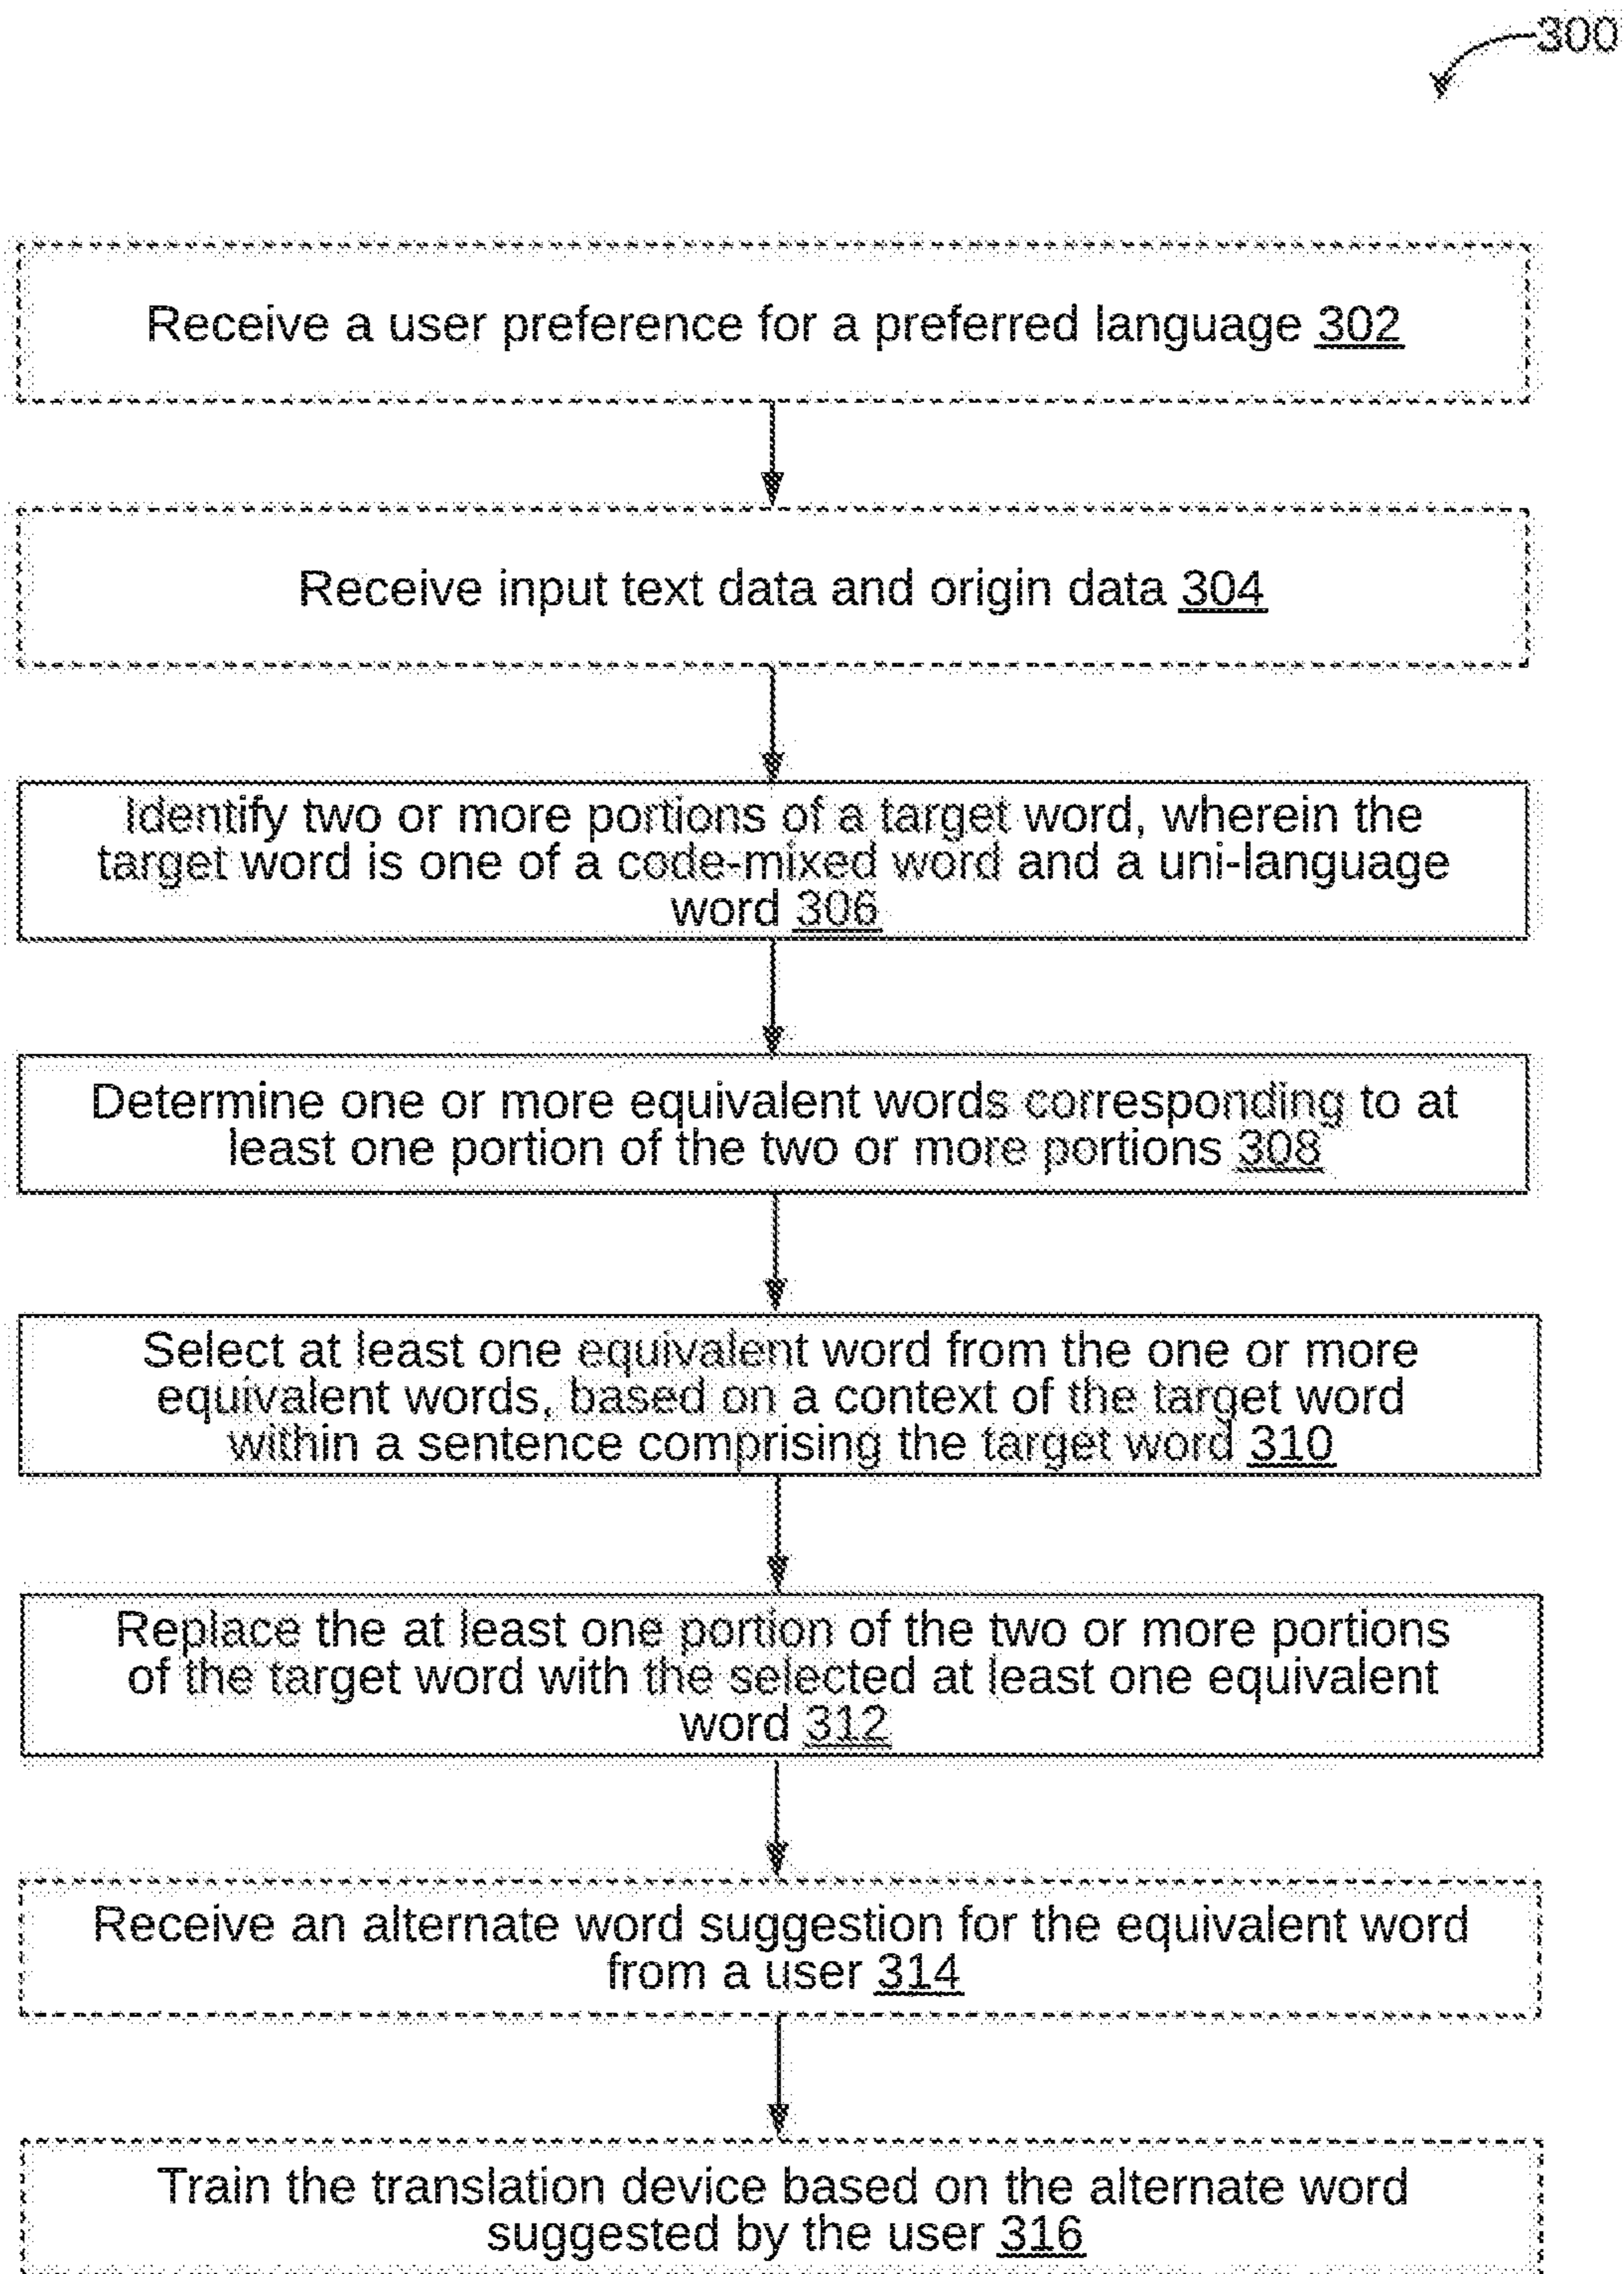 300
Receive a user preference for a preferred language 302
Receive input text data and origin data 304
Identify two or more portions of a target word, wherein the
target word is one of a code-mixed word and a uni-language
word 306
Determine one or more equivalent words corresponding to at
least one portion of the two or more portions 308
Select at least one equivalent word from the one or more
equivalent words, based on a context of the target word
within a sentence comprising the target word 310
Replace the at least one portion of the two or more portions
of the target word with the selected at least one equivalent
word 312
Receive an alternate word suggestion for the equivalent word
from a user 314
Train the translation device based on the alternate word
suggested by the user 316